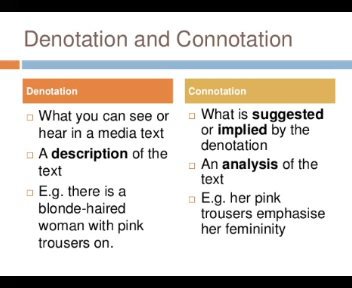 Denotation and Connotation
Denotation
What you can see or
hear in a media text
A description of the
text
E.g. there is a
blonde-haired
woman with pink
trousers on.
Connotation
What is suggested
or implied by the
denotation
An analysis of the
text
E.g. her pink
trousers emphasise
her femininity